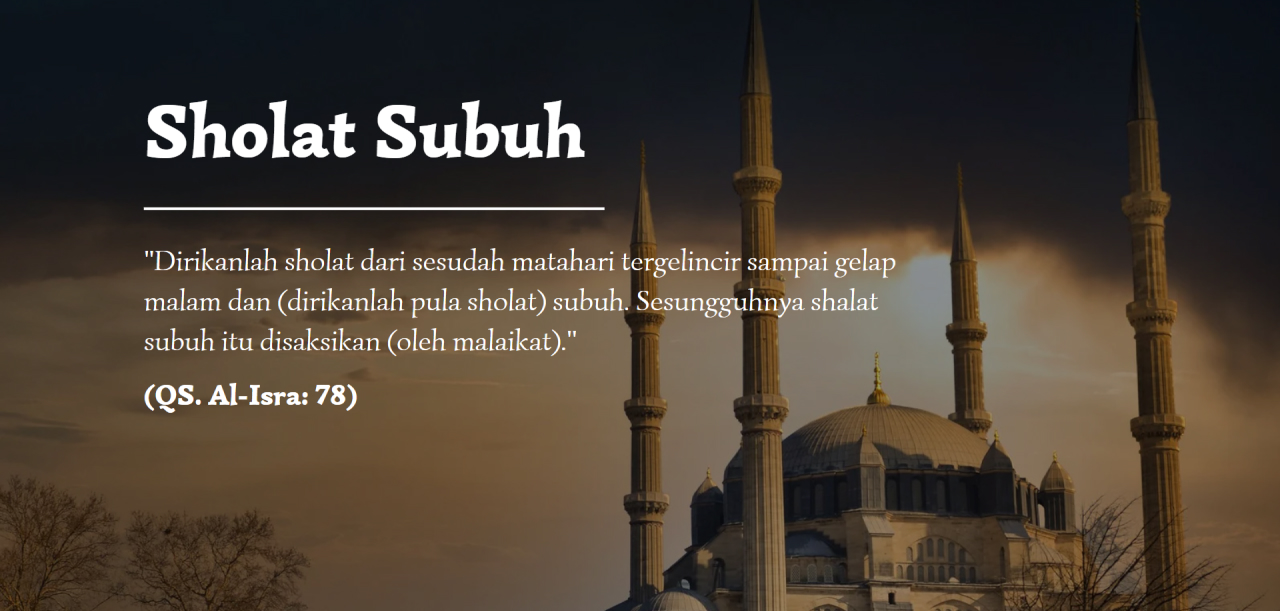 Sholat Subuh
"Dirikanlah sholat dari sesudah matahari tergelincir sampai gelap
malam dan (dirikanlah pula sholat) subuh. Sesungguhnya shalat
subuh itu disaksikan (oleh malaikat)."
(QS. Al-Isra: 78)